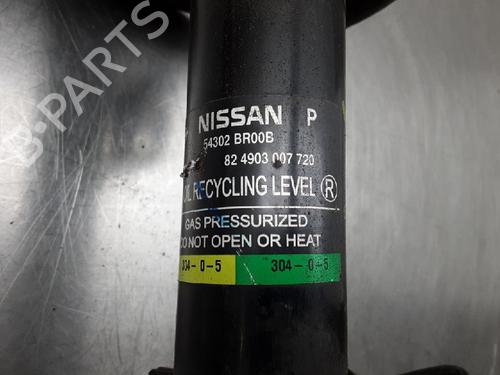 B-PARTS
NISSAN P
54302 BR00B
82 4903 007 720
OIL RECYCLING LEVEL Ⓡ
GAS PRESSURIZED
DO NOT OPEN OR HEAT
304-0-5 304-0-5